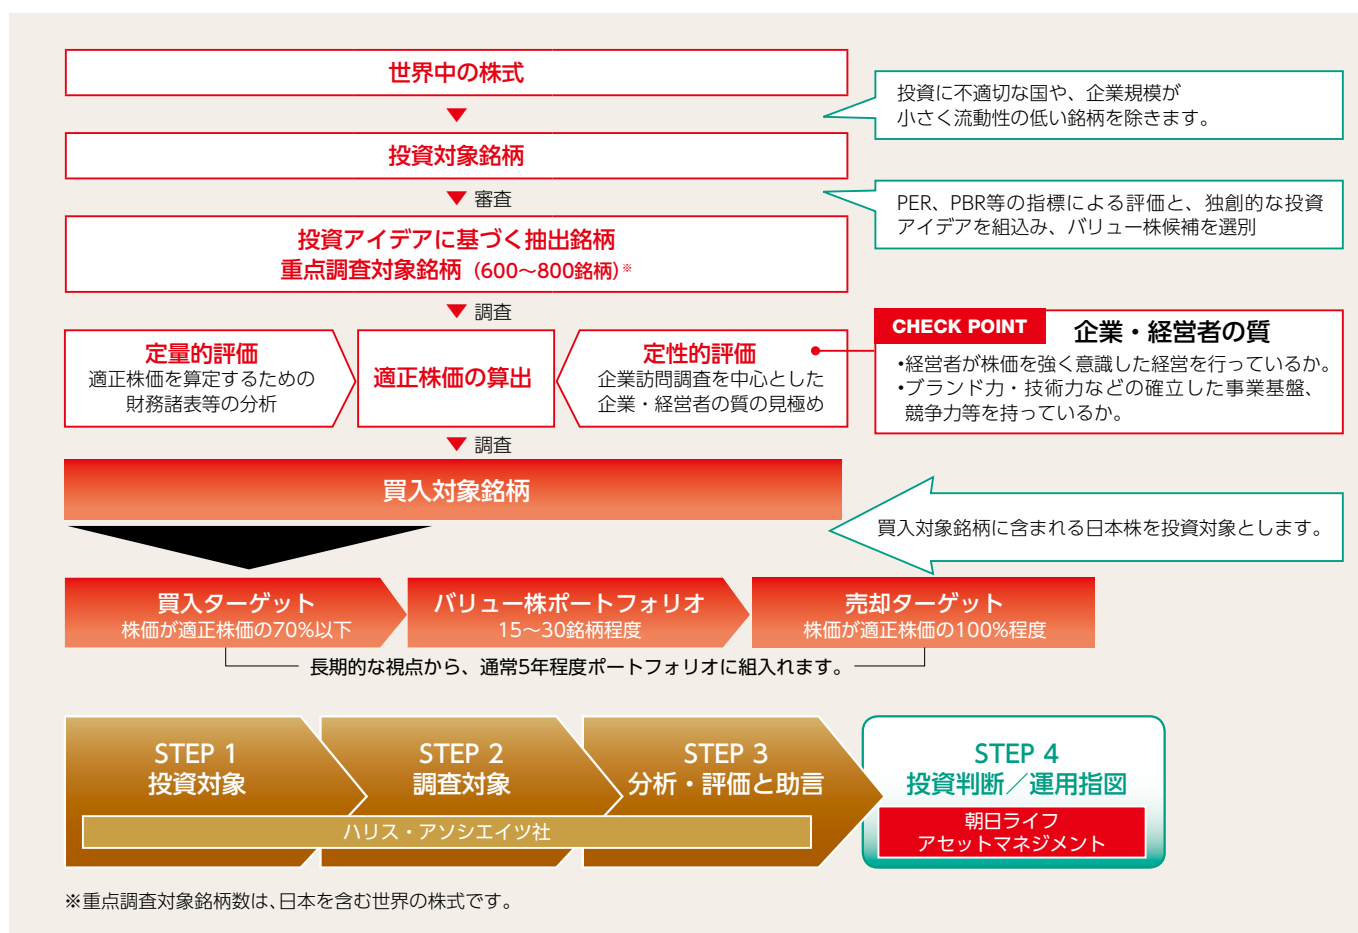 世界中の株式
投資に不適切な国や、企業規模が
小さく流動性の低い銘柄を除きます。
投資対象銘柄
審査
PER、PBR等の指標による評価と、独創的な投資
アイデアを組込み、バリュー株候補を選別
投資アイデアに基づく抽出銘柄
重点調査対象銘柄（600〜800銘柄）※
調査
定量的評価
適正株価を算定するための
財務諸表等の分析
適正株価の算出
定性的評価
企業訪問調査を中心とした
企業・経営者の質の見極め
CHECK POINT 企業・経営者の質
•経営者が株価を強く意識した経営を行っているか。
•ブランド力・技術力などの確立した事業基盤、
競争力等を持っているか。
調査
買入対象銘柄
買入対象銘柄に含まれる日本株を投資対象とします。
買入ターゲット
株価が適正株価の70%以下
バリュー株ポートフォリオ
15〜30銘柄程度
売却ターゲット
株価が適正株価の100%程度
長期的な視点から、通常5年程度ポートフォリオに組入れます。
STEP 1
投資対象
STEP 2
調査対象
STEP 3
分析・評価と助言
ハリス・アソシエイツ社
STEP 4
投資判断／運用指図
朝日ライフ
アセットマネジメント
※重点調査対象銘柄数は、日本を含む世界の株式です。